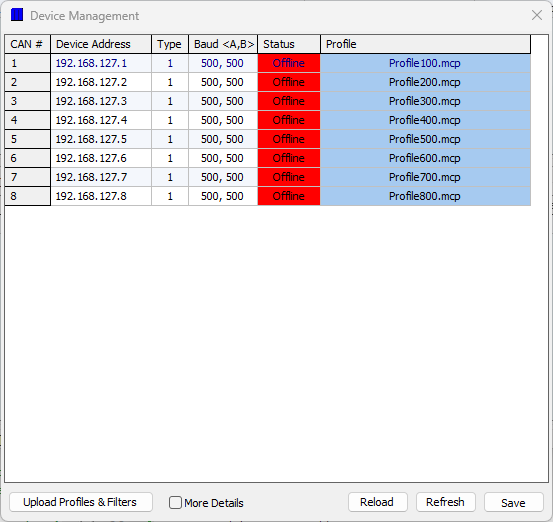 Device Management
CAN # Device Address Type Baud <A,B> Status Profile
1 192.168.127.1 1 500, 500 Offline Profile100.mcp
2 192.168.127.2 1 500, 500 Offline Profile200.mcp
3 192.168.127.3 1 500, 500 Offline Profile300.mcp
4 192.168.127.4 1 500, 500 Offline Profile400.mcp
5 192.168.127.5 1 500, 500 Offline Profile500.mcp
6 192.168.127.6 1 500, 500 Offline Profile600.mcp
7 192.168.127.7 1 500, 500 Offline Profile700.mcp
8 192.168.127.8 1 500, 500 Offline Profile800.mcp
Upload Profiles & Filters More Details Reload Refresh Save